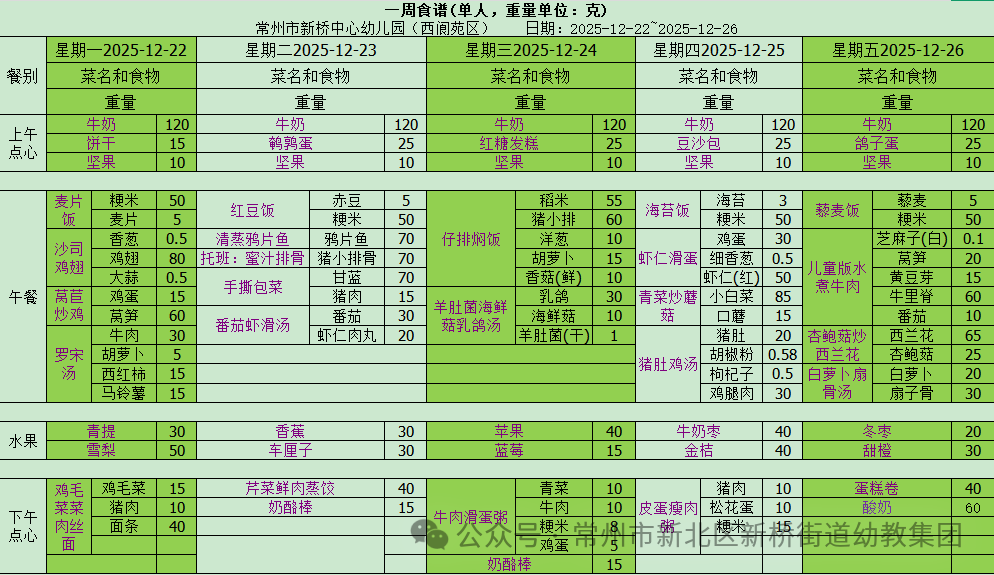 一周食谱(单人，重量单位：克)
常州市新桥中心幼儿园（西阆苑区） 日期：2025-12-22~2025-12-26
餐别 星期一2025-12-22 星期二2025-12-23 星期三2025-12-24 星期四2025-12-25 星期五2025-12-26
菜名和食物 菜名和食物 菜名和食物 菜名和食物 菜名和食物
重量 重量 重量 重量 重量
上午点心 牛奶 120 牛奶 120 牛奶 120 牛奶 120 牛奶 120
饼干 15 鹌鹑蛋 25 红糖发糕 25 豆沙包 25 鸽子蛋 25
坚果 10 坚果 10 坚果 10 坚果 10 坚果 10
午餐 麦片饭 粳米 50 红豆饭 赤豆 5 仔排焖饭 稻米 55 海苔饭 海苔 3 藜麦饭 藜麦 5
麦片 5 粳米 50 猪小排 60 粳米 50 粳米 50
沙司鸡翅 香葱 0.5 清蒸鸦片鱼 鸦片鱼 70 洋葱 10 虾仁滑蛋 鸡蛋 30 儿童版水煮牛肉 芝麻子(白) 0.1
鸡翅 80 托班：蜜汁排骨 猪小排骨 70 胡萝卜 15 细香葱 0.5 莴笋 20
大蒜 0.5 手撕包菜 甘蓝 70 香菇(鲜) 10 虾仁(红) 50 黄豆芽 15
莴苣炒鸡 鸡蛋 15 猪肉 15 羊肚菌海鲜菇乳鸽汤 乳鸽 30 青菜炒蘑菇 小白菜 85 牛里脊 60
莴笋 60 番茄虾滑汤 番茄 30 海鲜菇 10 口蘑 15 番茄 10
罗宋汤 牛肉 30 虾仁肉丸 20 羊肚菌(干) 1 猪肚鸡汤 猪肚 20 杏鲍菇炒西兰花 西兰花 65
胡萝卜 5 胡椒粉 0.58 杏鲍菇 25
西红柿 15 枸杞子 0.5 白萝卜扇骨汤 白萝卜 20
马铃薯 15 鸡腿肉 30 扇子骨 30
水果 青提 30 香蕉 30 苹果 40 牛奶枣 40 冬枣 20
雪梨 50 车厘子 30 蓝莓 15 金桔 40 甜橙 30
下午点心 鸡毛菜菜肉丝面 鸡毛菜 15 芹菜鲜肉蒸饺 40 牛肉滑蛋粥 青菜 10 皮蛋瘦肉粥 猪肉 10 蛋糕卷 40
猪肉 10 奶酪棒 15 牛肉 10 松花蛋 10 酸奶 60
面条 40 粳米 8 粳米 15
鸡蛋 5
奶酪棒 15
公众号 · 常州市新北区新桥街道幼教集团